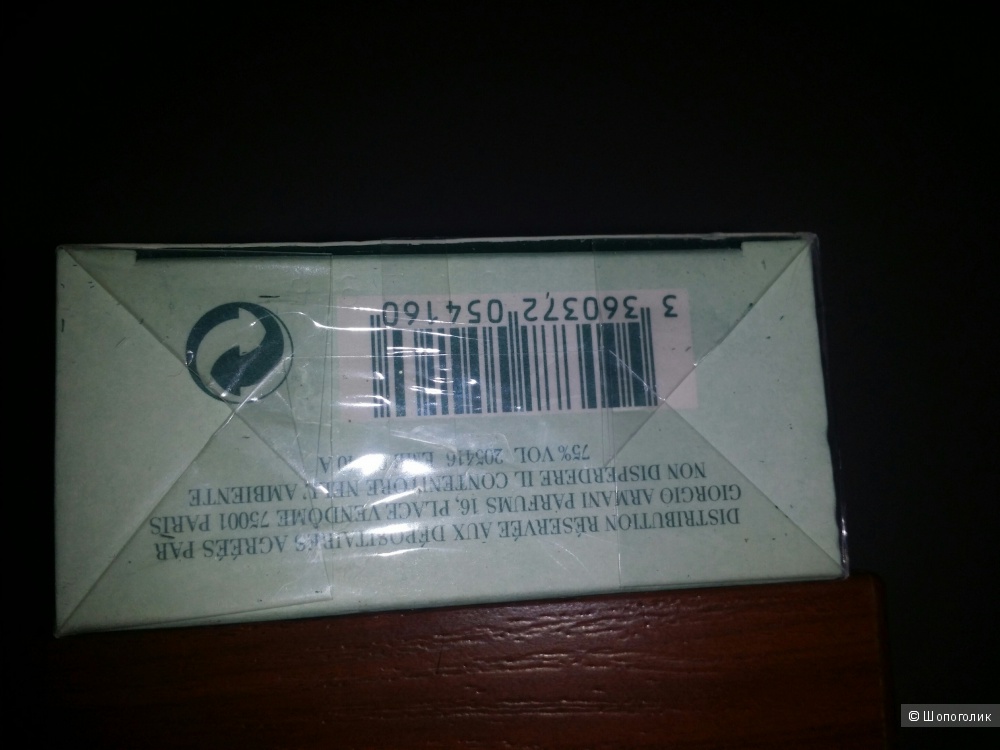 DISTRIBUTION RÉSERVÉE AUX DÉPOSITAIRES AGRÉÉS PAR
GIORGIO ARMANI PARFUMS 16, PLACE VENDÔME 75001 PARIS
NON DISPERDERE IL CONTENITORE NELL'AMBIENTE
75% VOL 205416
3 360372 054160
© Шопоголик